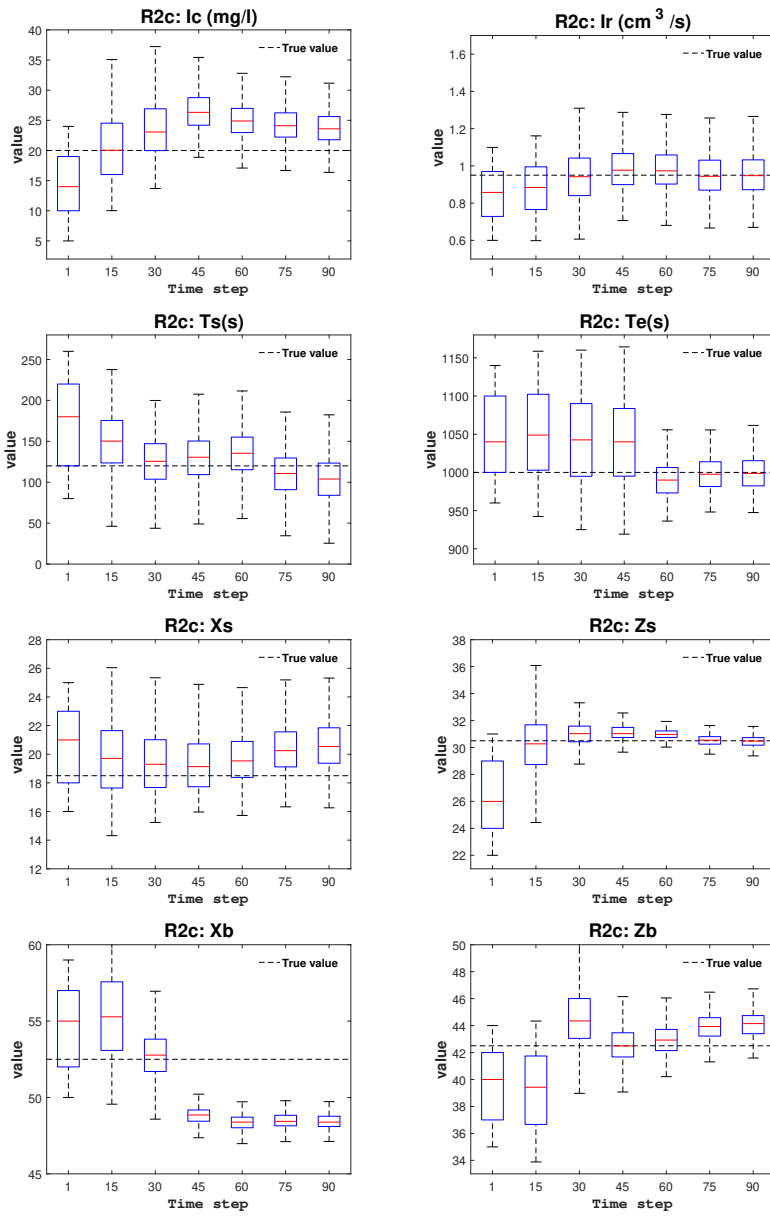 R2c: Ic (mg/l)
value
40
35
30
25
20
15
10
5
True value
1 15 30 45 60 75 90
Time step
R2c: Ir (cm 3 /s)
value
1.6
1.4
1.2
1
0.8
0.6
True value
1 15 30 45 60 75 90
Time step
R2c: Ts(s)
value
250
200
150
100
50
0
True value
1 15 30 45 60 75 90
Time step
R2c: Te(s)
value
1150
1100
1050
1000
950
900
True value
1 15 30 45 60 75 90
Time step
R2c: Xs
value
28
26
24
22
20
18
16
14
12
True value
1 15 30 45 60 75 90
Time step
R2c: Zs
value
38
36
34
32
30
28
26
24
22
True value
1 15 30 45 60 75 90
Time step
R2c: Xb
value
60
55
50
45
True value
1 15 30 45 60 75 90
Time step
R2c: Zb
value
50
48
46
44
42
40
38
36
34
True value
1 15 30 45 60 75 90
Time step